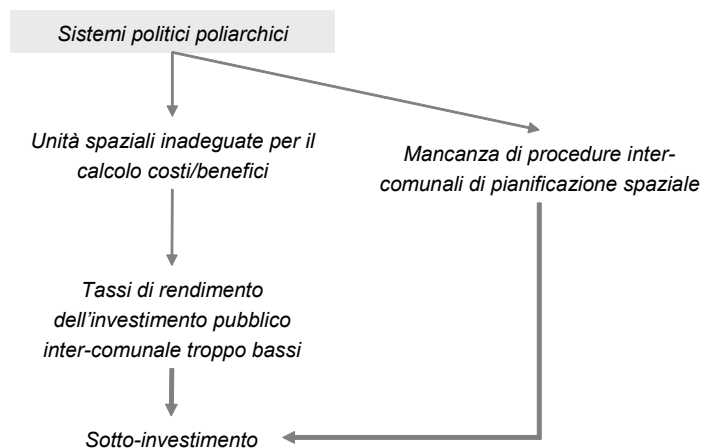 Sistemi politici poliarchici
Unità spaziali inadeguate per il
calcolo costi/benefici
Mancanza di procedure inter-
comunali di pianificazione spaziale
Tassi di rendimento
dell'investimento pubblico
inter-comunale troppo bassi
Sotto-investimento